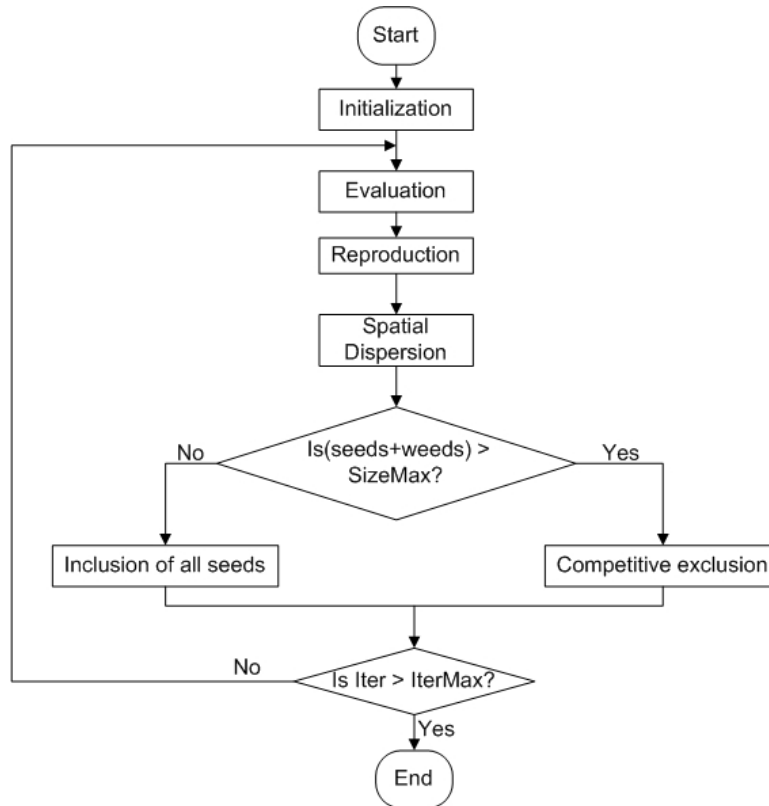 Start
Initialization
Evaluation
Reproduction
Spatial
Dispersion
Is(seeds+weeds) >
SizeMax?
No
Yes
Inclusion of all seeds
Competitive exclusion
Is Iter > IterMax?
No
Yes
End